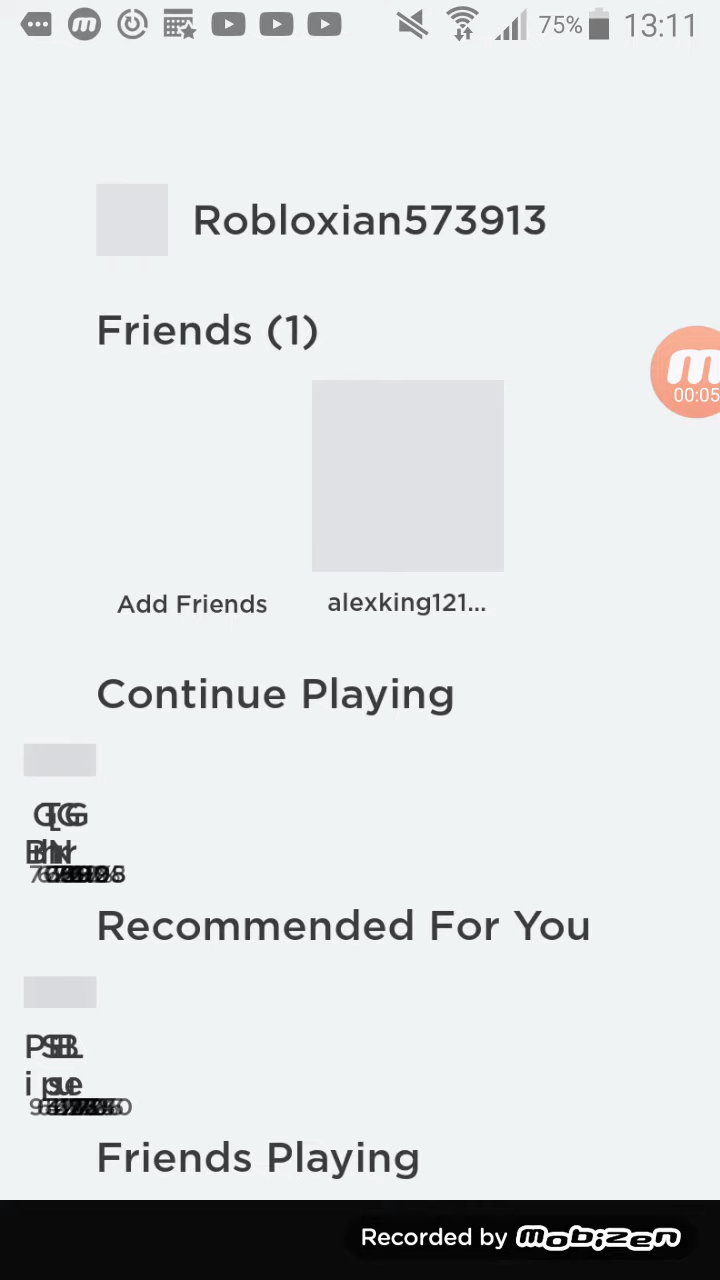 75% 13:11
Robloxian573913
Friends (1)
00:05
Add Friends
alexking121...
Continue Playing
Recommended For You
Friends Playing
Recorded by mobizen